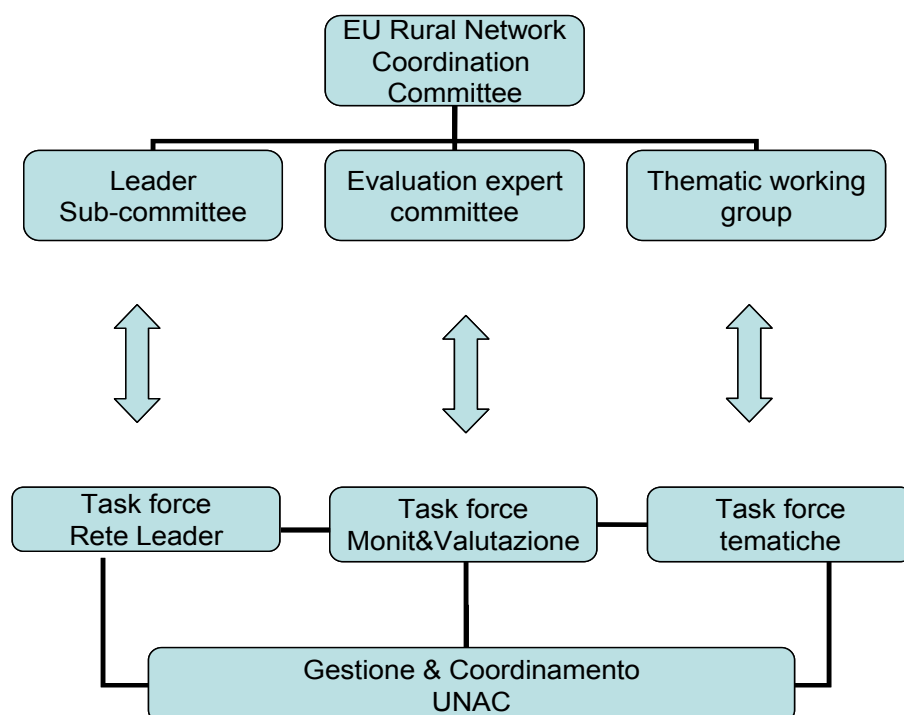 EU Rural Network
Coordination
Committee
Leader
Sub-committee
Evaluation expert
committee
Thematic working
group
Task force
Rete Leader
Task force
Monit&Valutazione
Task force
tematiche
Gestione & Coordinamento
UNAC